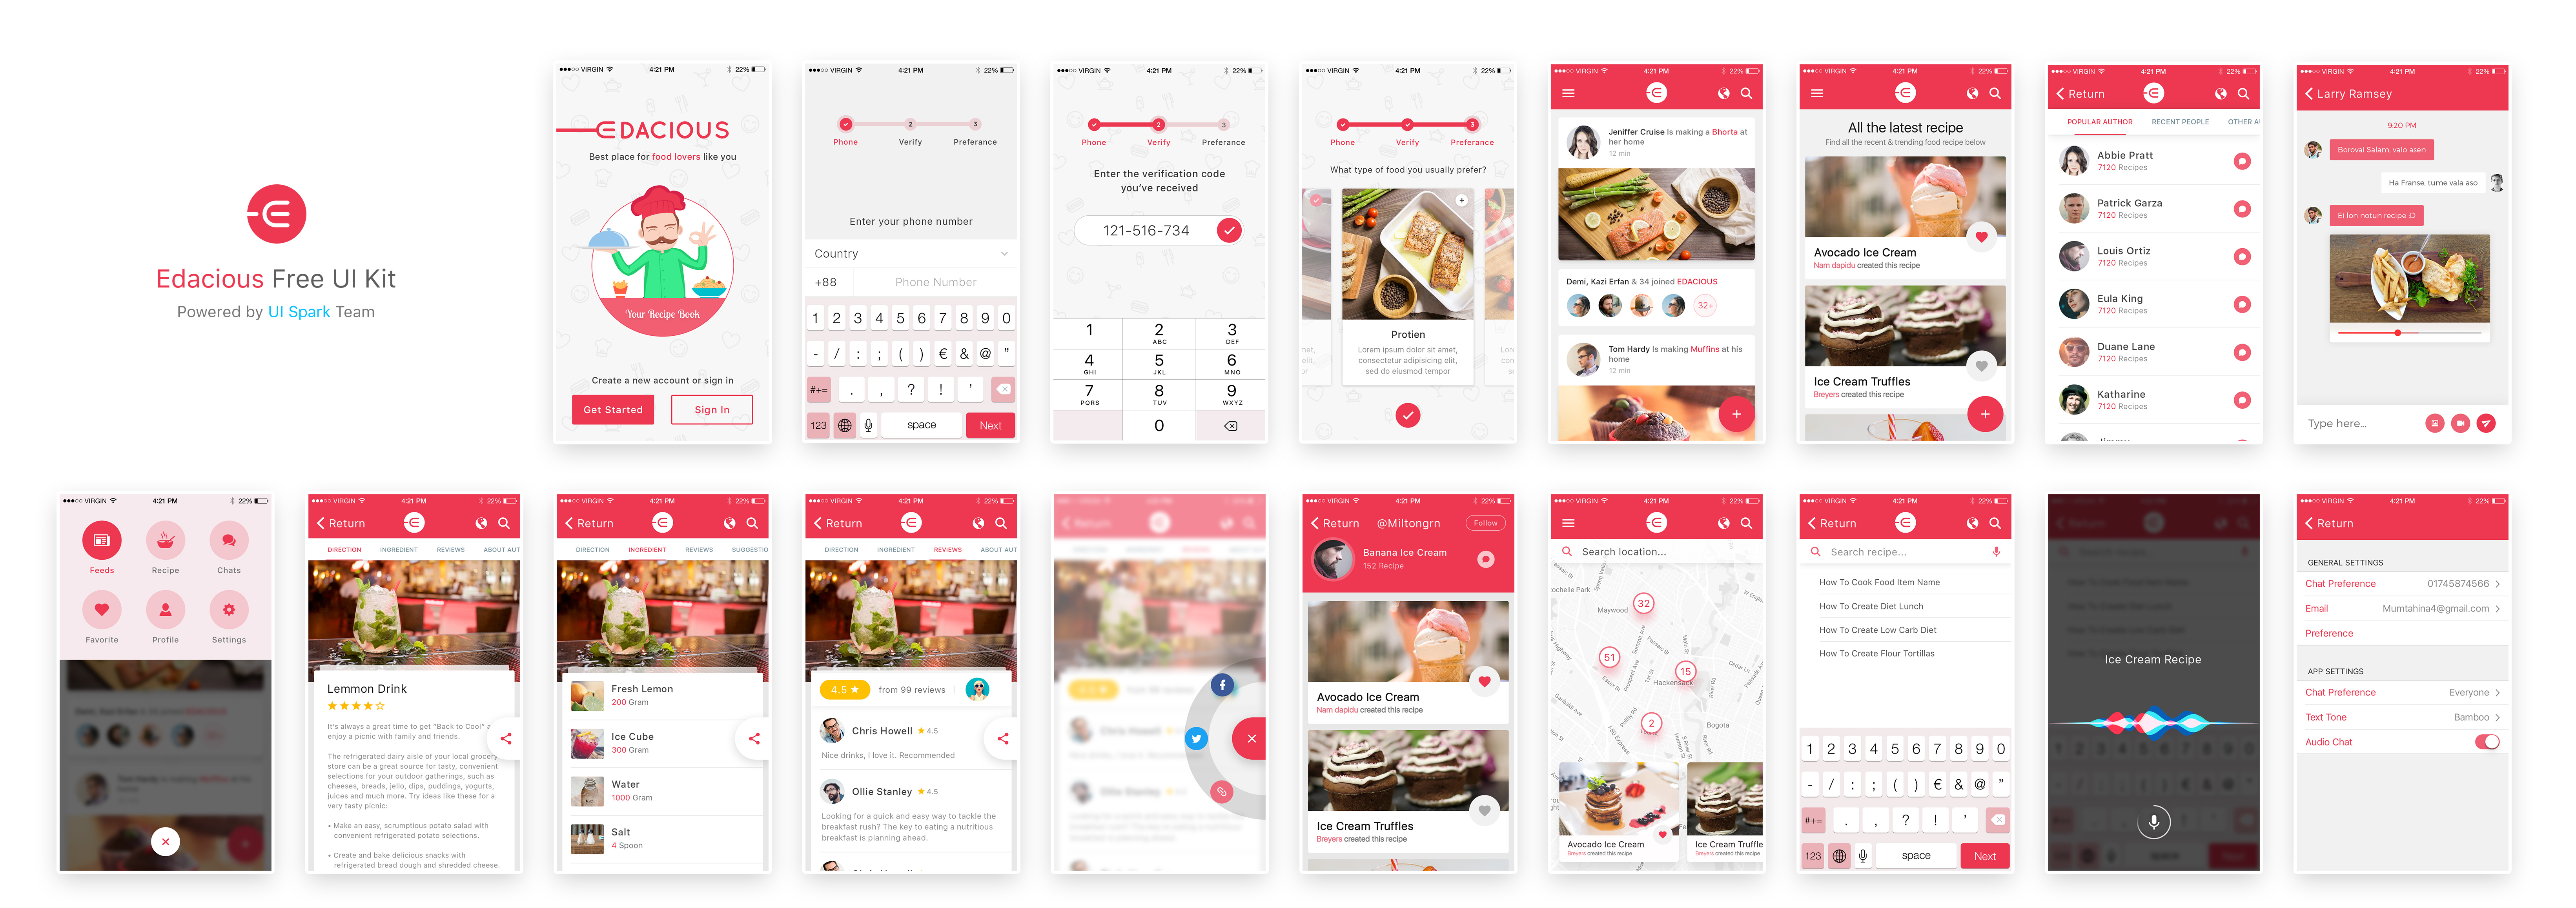 Edacious Free UI Kit
Powered by UI Spark Team
VIRGIN 4:21 PM 22%
EDACIOUS
Best place for food lovers like you
Your Recipe Book
Create a new account or sign in
Get Started
Sign In
VIRGIN 4:21 PM 22%
2 3
Phone Verify Preferance
Enter your phone number
Country
+88 Phone Number
1 2 3 4 5 6 7 8 9 0
- / : ; ( ) € & @ ”
#+= . , ? ! ’
123 space Next
VIRGIN 4:21 PM 22%
2 3
Phone Verify Preferance
Enter the verification code
you've received
121-516-734
1 2 3
ABC DEF
4 5 6
GHI JKL MNO
7 8 9
PQRS TUV WXYZ
0
VIRGIN 4:21 PM 22%
3
Phone Verify Preferance
What type of food you usually prefer?
Protien
Lorem ipsum dolor sit amet,
consectetur adipisicing elit,
sed do eiusmod tempor
VIRGIN 4:21 PM 22%
Jeniffer Cruise Is making a Bhorta at
her home
12 min
Demi, Kazi Erfan & 34 joined EDACIOUS
32+
Tom Hardy Is making Muffins at his
home
12 min
+
VIRGIN 4:21 PM 22%
All the latest recipe
Find all the recent & trending food recipe below
Avocado Ice Cream
Nam dapidu created this recipe
Ice Cream Truffles
Breyers created this recipe
+
VIRGIN 4:21 PM 22%
Return
POPULAR AUTHOR RECENT PEOPLE OTHER A
Abbie Pratt
7120 Recipes
Patrick Garza
7120 Recipes
Louis Ortiz
7120 Recipes
Eula King
7120 Recipes
Duane Lane
7120 Recipes
Katharine
7120 Recipes
VIRGIN 4:21 PM 22%
Larry Ramsey
9.20 PM
Borovai Salam, valo asen
Ha Franse, tume vala aso
Ei lon notun recipe :D
Type here...
VIRGIN 4:21 PM 22%
Feeds Recipe Chats
Favorite Profile Settings
VIRGIN 4:21 PM 22%
Return
DIRECTION INGREDIENT REVIEWS ABOUT AUT
Lemmon Drink
It's always a great time to get "Back to Cool" a
enjoy a picnic with family and friends.
The refrigerated dairy aisle of your local grocery
store can be a great source for tasty, convenient
selections for your outdoor gatherings, such as
cheeses, breads, jello, dips, puddings, yogurts,
juices and much more. Try ideas like these for a
very tasty picnic:
• Make an easy, scrumptious potato salad with
convenient refrigerated potato selections.
• Create and bake delicious snacks with
refrigerated bread dough and shredded cheese.
VIRGIN 4:21 PM 22%
Return
DIRECTION INGREDIENT REVIEWS SUGGESTIO
Fresh Lemon
200 Gram
Ice Cube
300 Gram
Water
1000 Gram
Salt
4 Spoon
VIRGIN 4:21 PM 22%
Return
DIRECTION INGREDIENT REVIEWS ABOUT AUT
4.5 from 99 reviews
Chris Howell 4.5
Nice drinks, I love it. Recommended
Ollie Stanley 4.5
Looking for a quick and easy way to tackle the
breakfast rush? The key to eating a nutritious
breakfast is planning ahead.
VIRGIN 4:21 PM 22%
Return @Miltongrn Follow
Banana Ice Cream
152 Recipe
Avocado Ice Cream
Nam dapidu created this recipe
Ice Cream Truffles
Breyers created this recipe
VIRGIN 4:21 PM 22%
Search location...
Maywood
32
51
15
Hackensack
2
Bogota
Avocado Ice Cream
Breyers created this recipe
Ice Cream Truffle
Breyers created this recipe
VIRGIN 4:21 PM 22%
Return
Search recipe...
How To Cook Food Item Name
How To Create Diet Lunch
How To Create Low Carb Diet
How To Create Flour Tortillas
1 2 3 4 5 6 7 8 9 0
- / : ; ( ) € & @ ”
#+= . , ? ! ’
123 space Next
Ice Cream Recipe
VIRGIN 4:21 PM 22%
Return
GENERAL SETTINGS
Chat Preference 01745874566
Email Mumtahina4@gmail.com
Preference
APP SETTINGS
Chat Preference Everyone
Text Tone Bamboo
Audio Chat